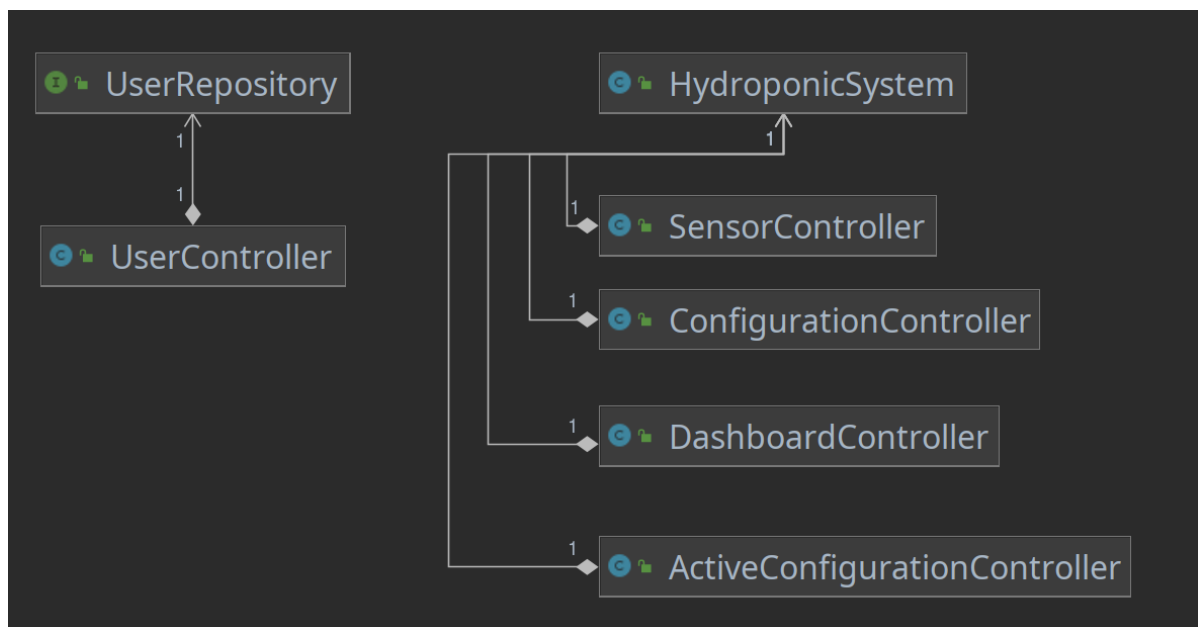 I UserRepository
1
1
C UserController
C HydroponicSystem
1
1
C SensorController
1
C ConfigurationController
1
C DashboardController
1
C ActiveConfigurationController